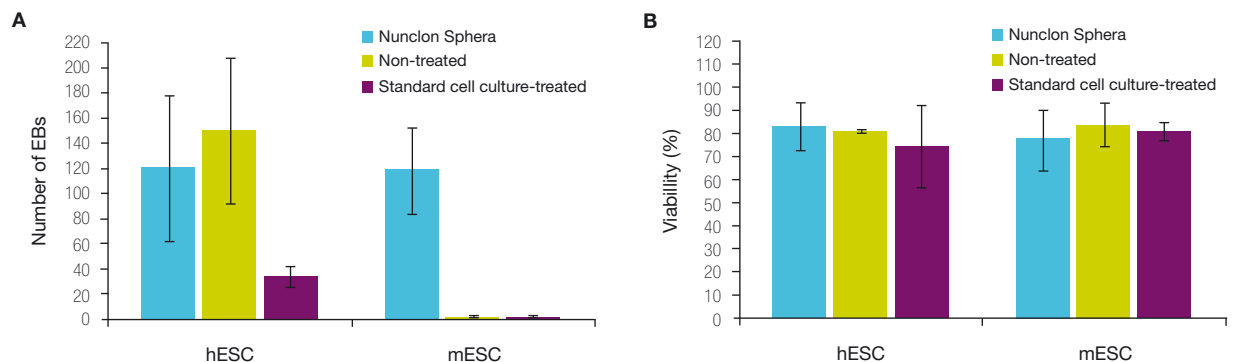 A
Number of EBs
220
200
180
160
140
120
100
80
60
40
20
0
Nunclon Sphera
Non-treated
Standard cell culture-treated
hESC
mESC
B
Viabillity (%)
120
110
100
90
80
70
60
50
40
30
20
10
0
Nunclon Sphera
Non-treated
Standard cell culture-treated
hESC
mESC